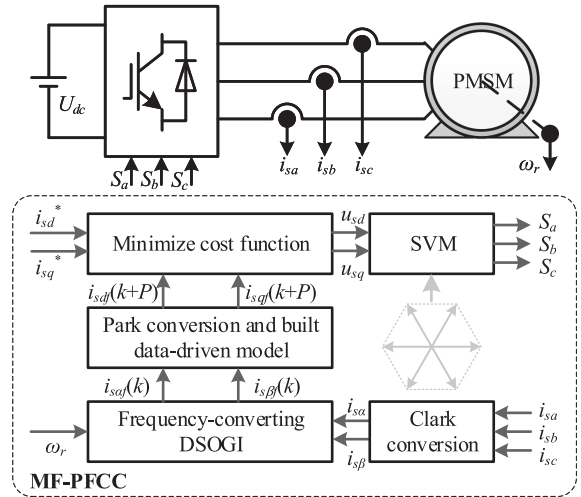 U_dc
PMSM
i_sa i_sb i_sc
ω_r
S_a S_b S_c
i_sd* u_sd S_a
Minimize cost function SVM S_b
i_sq* u_sq S_c
i_sdf(k+P) i_sqf(k+P)
Park conversion and built
data-driven model
i_sαf(k) i_sβf(k)
Frequency-converting i_sα Clark i_sa
DSOGI conversion i_sb
ω_r i_sβ i_sc
MF-PFCC